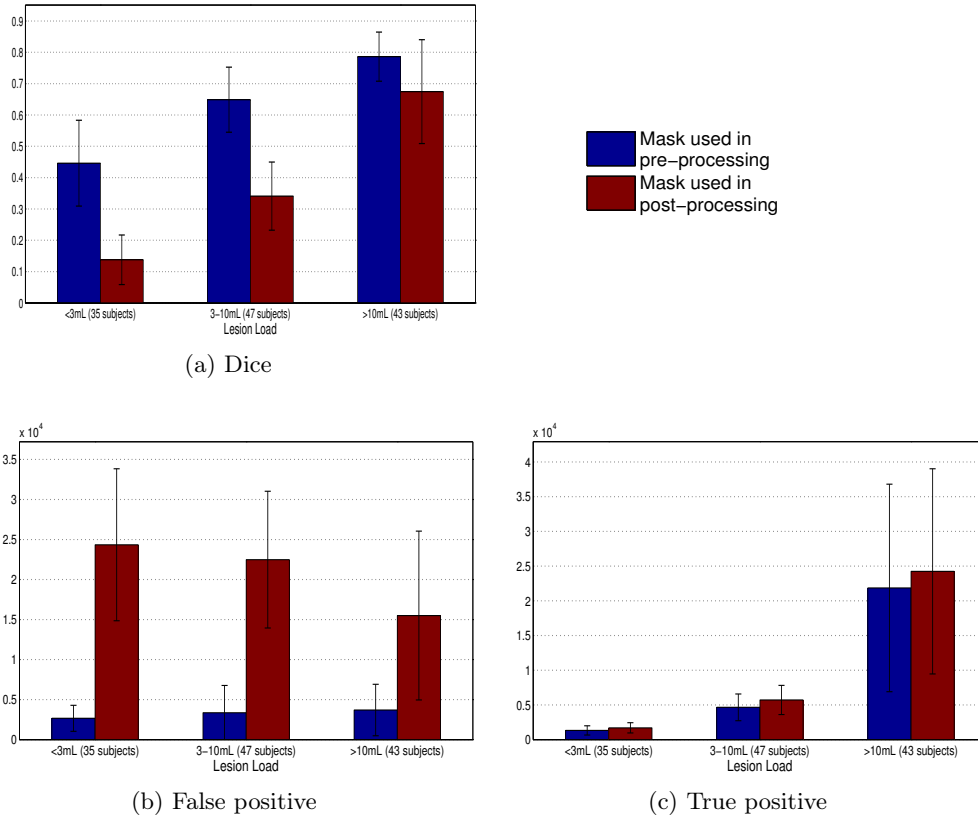 0.9
0.8
0.7
0.6
0.5
0.4
0.3
0.2
0.1
0
<3mL (35 subjects) 3−10mL (47 subjects) >10mL (43 subjects)
Lesion Load
(a) Dice
Mask used in
pre−processing
Mask used in
post−processing
x 10^4
3.5
3
2.5
2
1.5
1
0.5
0
<3mL (35 subjects) 3−10mL (47 subjects) >10mL (43 subjects)
Lesion Load
(b) False positive
x 10^4
4
3.5
3
2.5
2
1.5
1
0.5
0
<3mL (35 subjects) 3−10mL (47 subjects) >10mL (43 subjects)
Lesion Load
(c) True positive